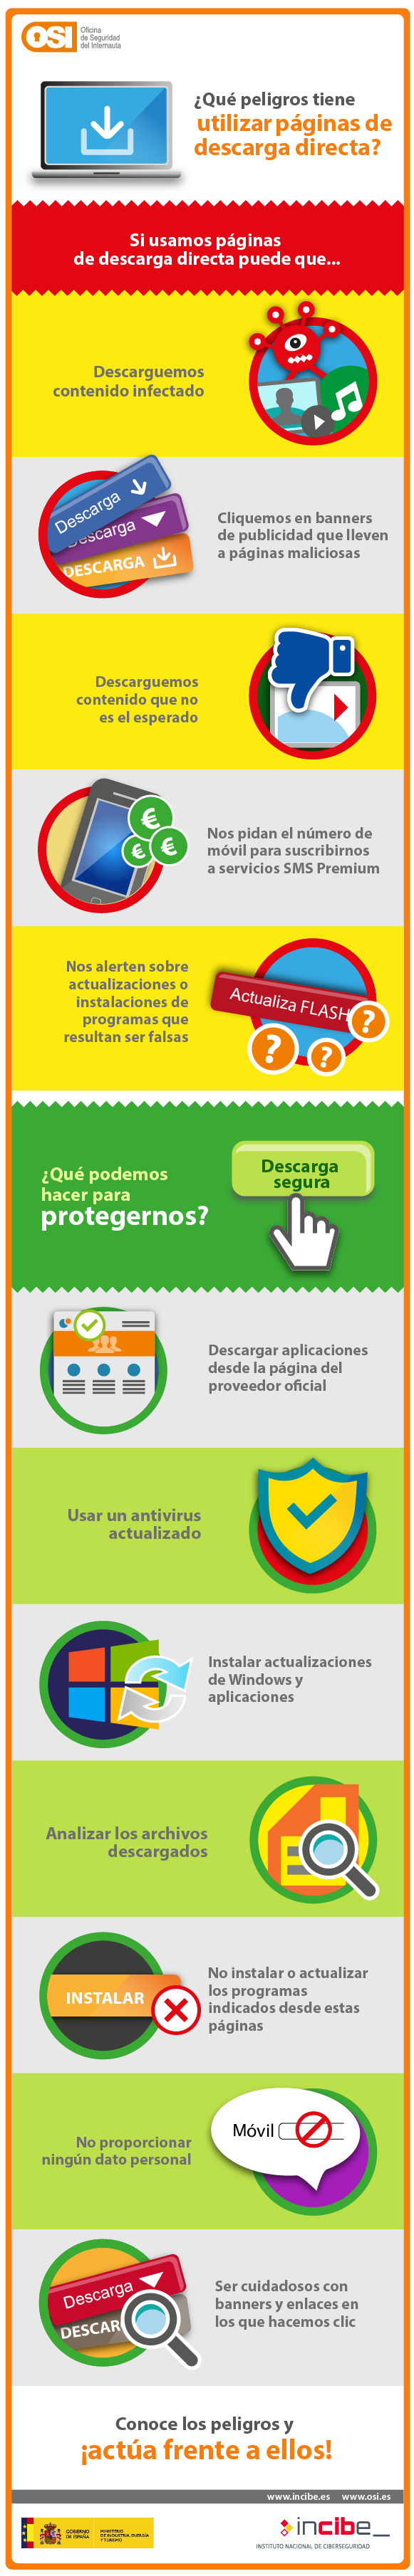 OSI
Oficina
de Seguridad
del Internauta
¿Qué peligros tiene
utilizar páginas de
descarga directa?
Si usamos páginas
de descarga directa puede que...
Descarguemos
contenido infectado
Descarga
Descarga
DESCARGA
Cliquemos en banners
de publicidad que lleven
a páginas maliciosas
Descarguemos
contenido que no
es el esperado
Nos pidan el número de
móvil para suscribirnos
a servicios SMS Premium
€
€
€
Nos alerten sobre
actualizaciones o
instalaciones de
programas que
resultan ser falsas
Actualiza FLASH
?
?
?
¿Qué podemos
hacer para
protegernos?
Descarga
segura
Descargar aplicaciones
desde la página del
proveedor oficial
Usar un antivirus
actualizado
Instalar actualizaciones
de Windows y
aplicaciones
Analizar los archivos
descargados
INSTALAR
No instalar o actualizar
los programas
indicados desde estas
páginas
No proporcionar
ningún dato personal
Móvil
Descarga
DESCAR
Ser cuidadosos con
banners y enlaces en
los que hacemos clic
Conoce los peligros y
¡actúa frente a ellos!
www.incibe.es www.osi.es
GOBIERNO
DE ESPAÑA
MINISTERIO
DE INDUSTRIA, ENERGÍA
Y TURISMO
incibe_
INSTITUTO NACIONAL DE CIBERSEGURIDAD